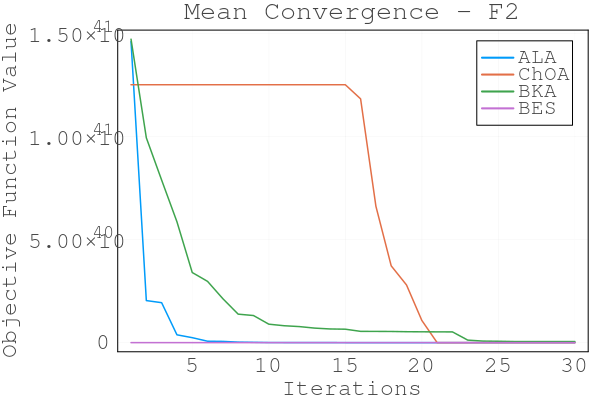 Mean Convergence - F2
Objective Function Value
1.50×10^41
1.00×10^41
5.00×10^40
0
ALA
ChOA
BKA
BES
5 10 15 20 25 30
Iterations